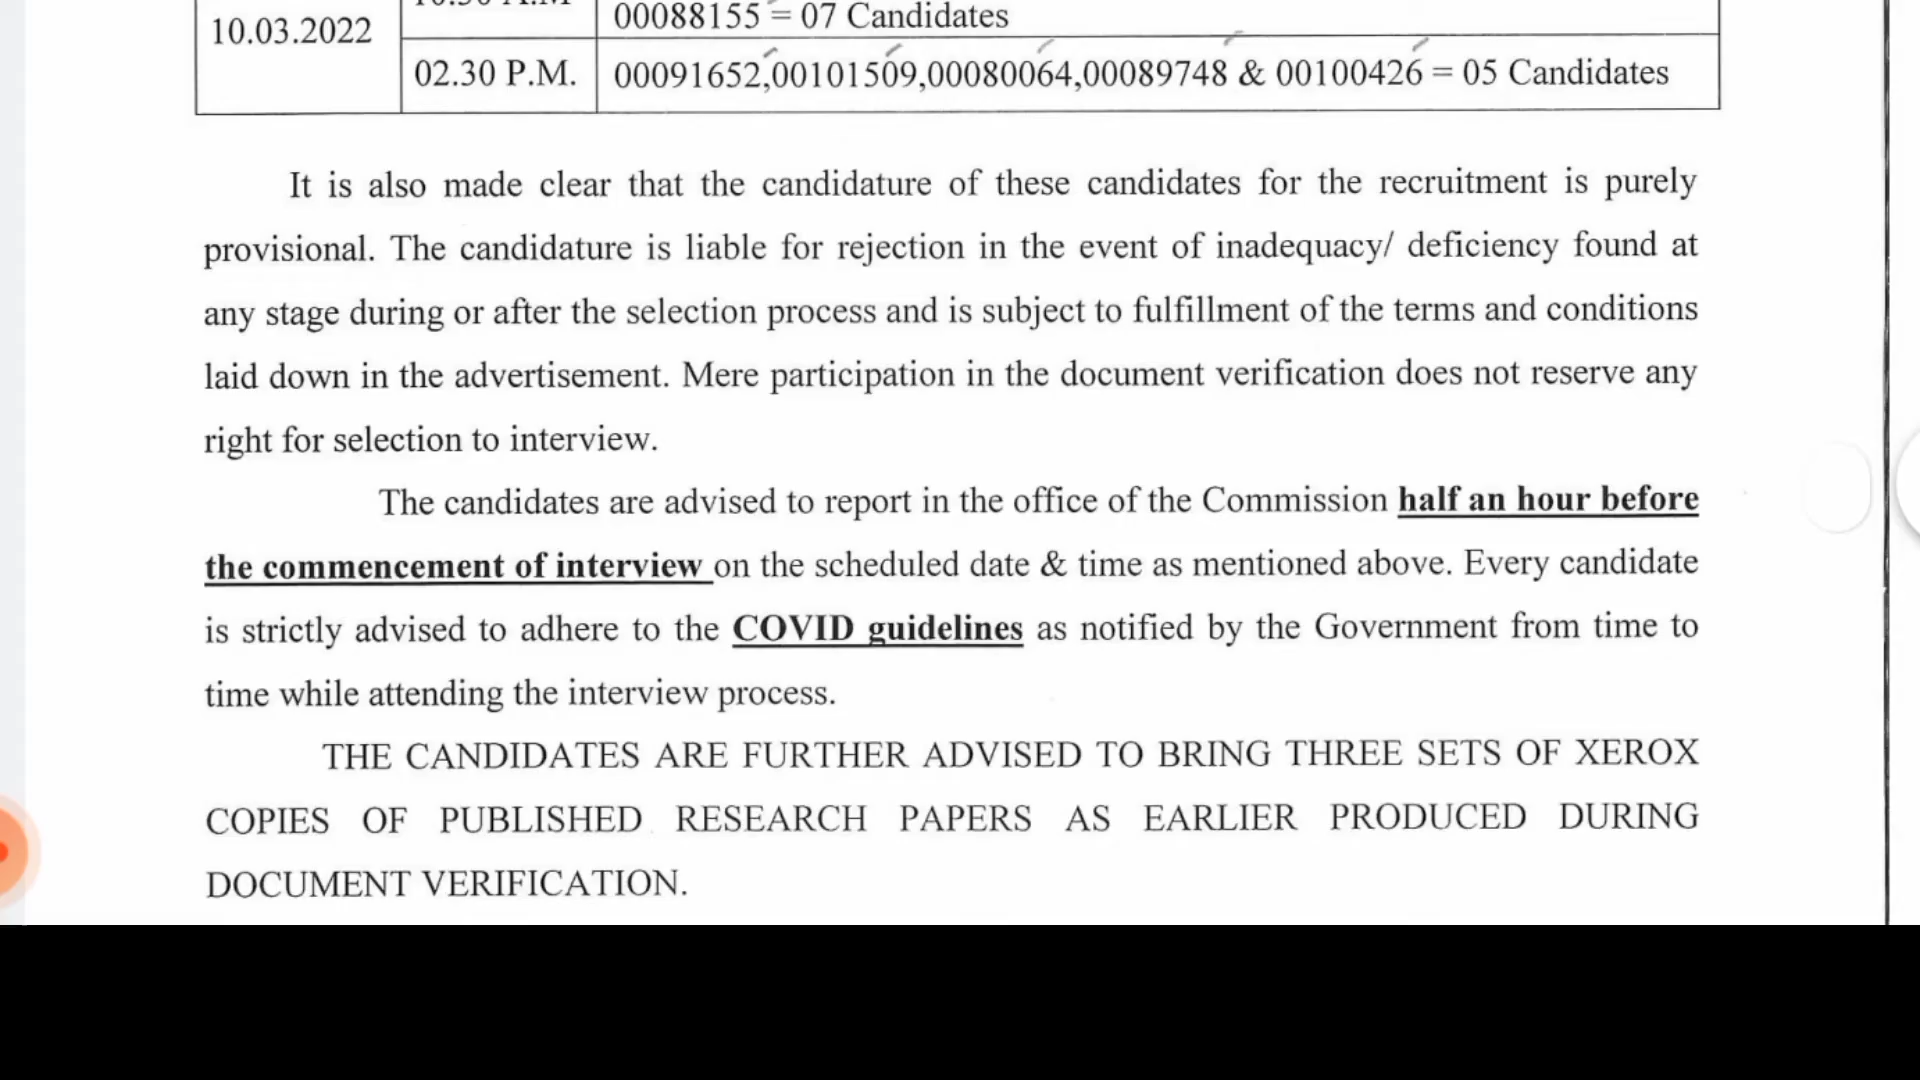 10.03.2022
00088155 = 07 Candidates
02.30 P.M.
00091652,00101509,00080064,00089748 & 00100426 = 05 Candidates
It is also made clear that the candidature of these candidates for the recruitment is purely
provisional. The candidature is liable for rejection in the event of inadequacy/ deficiency found at
any stage during or after the selection process and is subject to fulfillment of the terms and conditions
laid down in the advertisement. Mere participation in the document verification does not reserve any
right for selection to interview.
The candidates are advised to report in the office of the Commission half an hour before
the commencement of interview on the scheduled date & time as mentioned above. Every candidate
is strictly advised to adhere to the COVID guidelines as notified by the Government from time to
time while attending the interview process.
THE CANDIDATES ARE FURTHER ADVISED TO BRING THREE SETS OF XEROX
COPIES OF PUBLISHED RESEARCH PAPERS AS EARLIER PRODUCED DURING
DOCUMENT VERIFICATION.